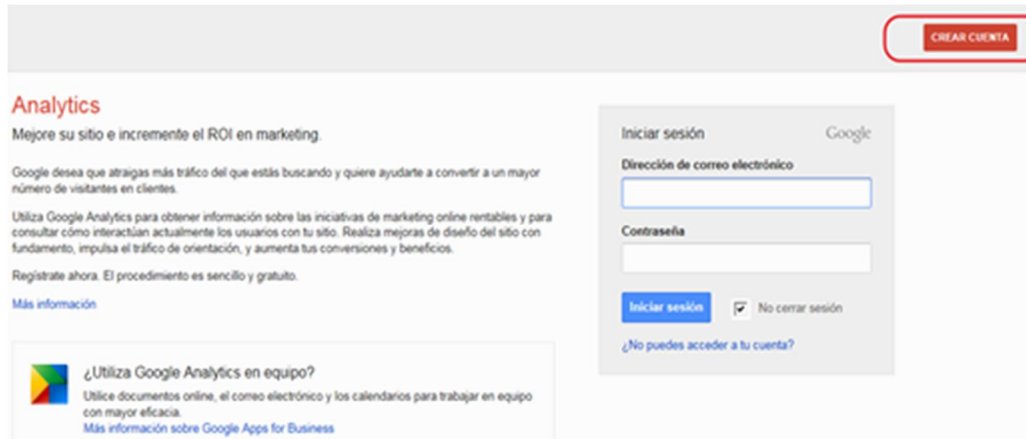 CREAR CUENTA
Analytics
Mejore su sitio e incremente el ROI en marketing.
Google desea que atraigas más tráfico del que estás buscando y quiere ayudarte a convertir a un mayor
número de visitantes en clientes.
Utiliza Google Analytics para obtener información sobre las iniciativas de marketing online rentables y para
consultar cómo interactúan actualmente los usuarios con tu sitio. Realiza mejoras de diseño del sitio con
fundamento, impulsa el tráfico de orientación, y aumenta tus conversiones y beneficios.
Regístrate ahora. El procedimiento es sencillo y gratuito.
Más información
¿Utiliza Google Analytics en equipo?
Utilice documentos online, el correo electrónico y los calendarios para trabajar en equipo
con mayor eficacia.
Más información sobre Google Apps for Business
Iniciar sesión Google
Dirección de correo electrónico
Contraseña
Iniciar sesión No cerrar sesión
¿No puedes acceder a tu cuenta?